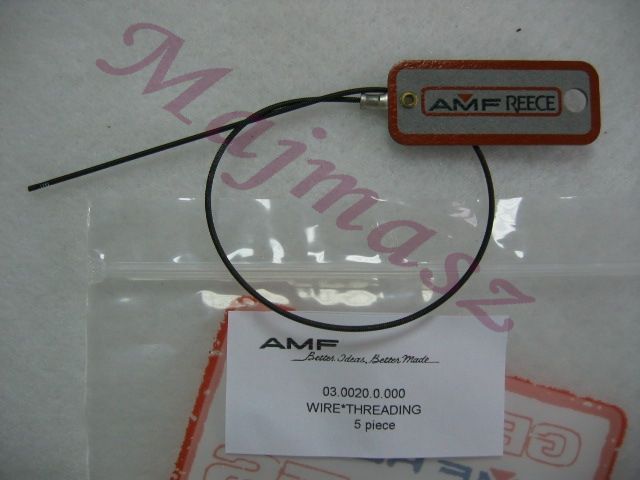 Majmasz
AMF REECE
AMF
Better Ideas, Better Made
03.0020.0.000
WIRE*THREADING
5 piece